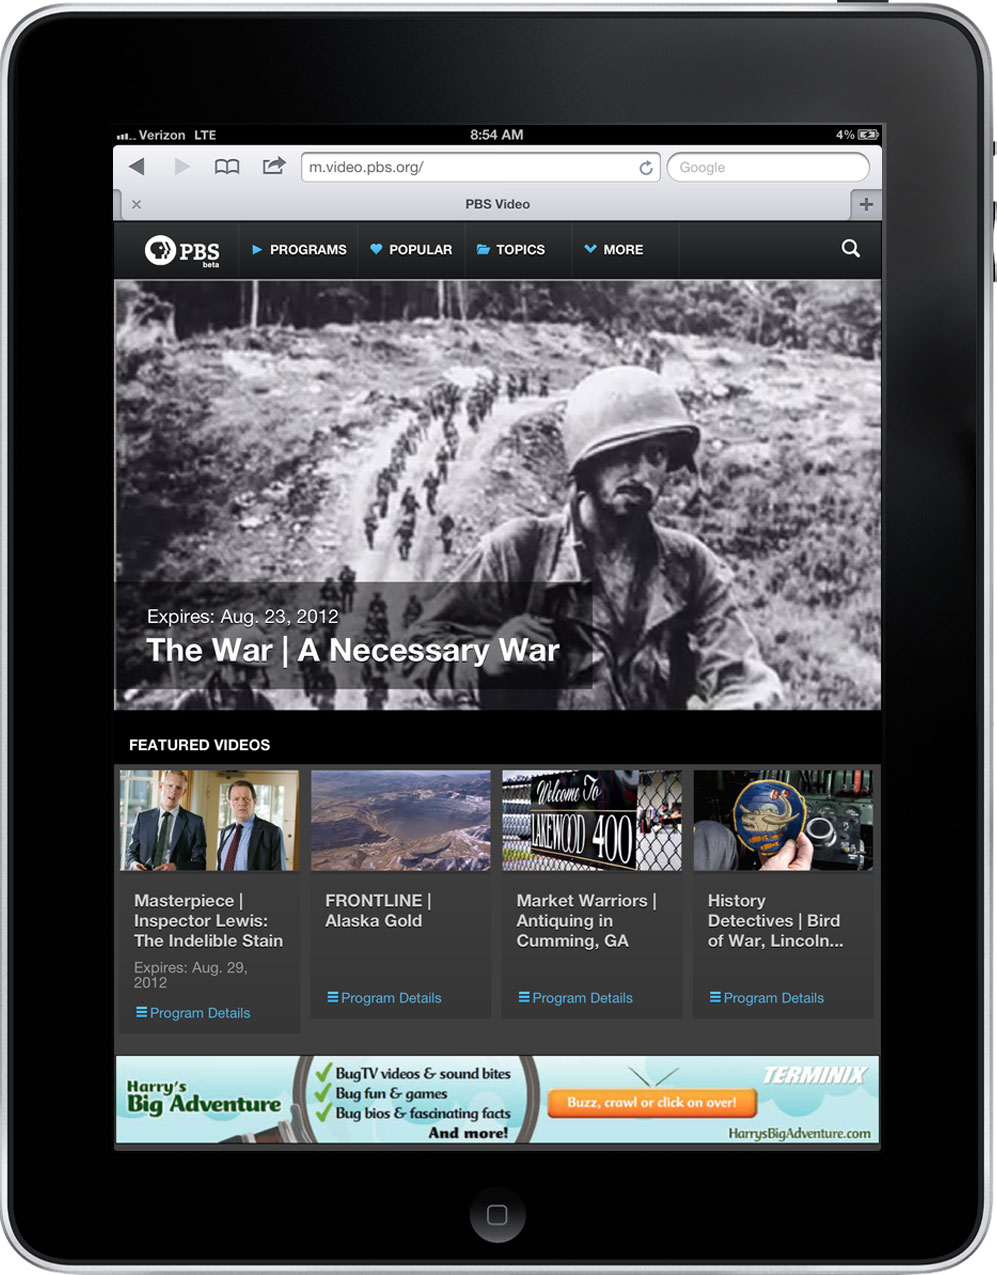 Verizon LTE 8:54 AM 4%
m.video.pbs.org/ Google
PBS Video
PBS beta PROGRAMS POPULAR TOPICS MORE
Expires: Aug. 23, 2012
The War | A Necessary War
FEATURED VIDEOS
Welcome To
LAKEWOOD 400
Masterpiece |
Inspector Lewis:
The Indelible Stain
Expires: Aug. 29,
2012
Program Details
FRONTLINE |
Alaska Gold
Program Details
Market Warriors |
Antiquing in
Cumming, GA
Program Details
History
Detectives | Bird
of War, Lincoln...
Program Details
Harry's
Big Adventure
BugTV videos & sound bites
Bug fun & games
Bug bios & fascinating facts
And more!
TERMINIX
Buzz, crawl or click on over!
HarrysBigAdventure.com